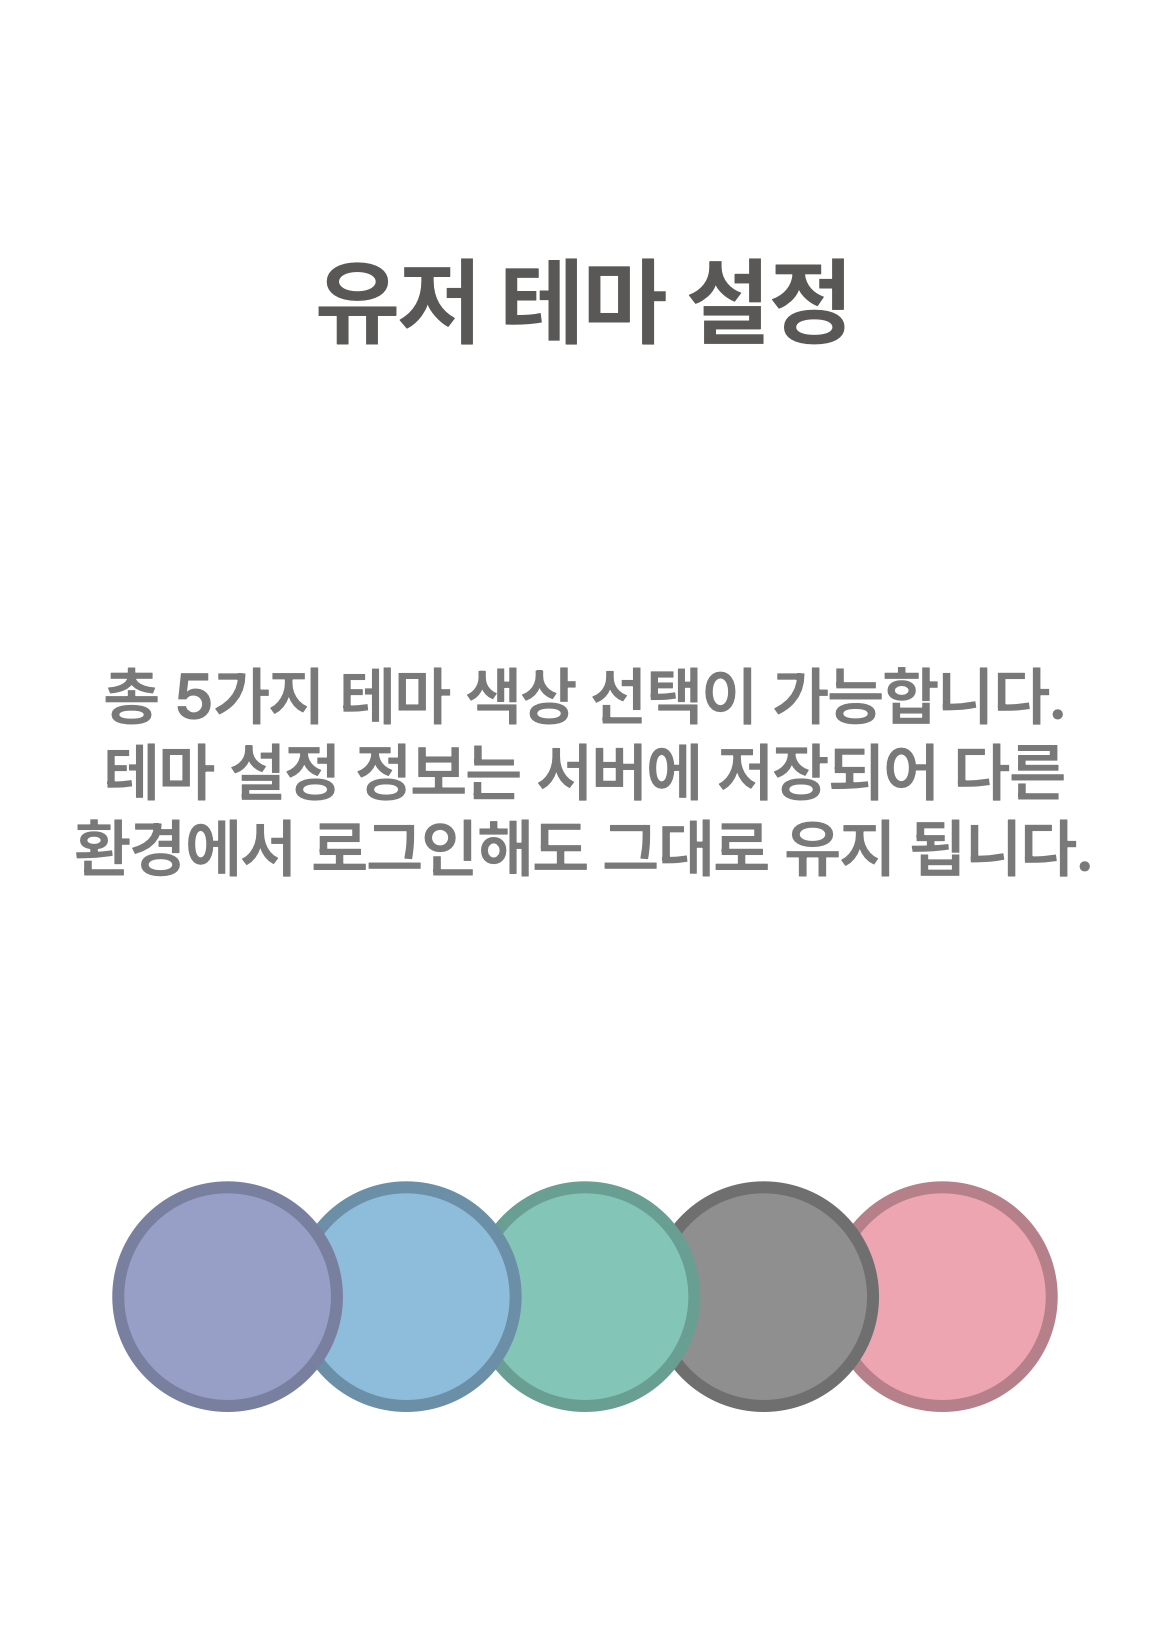 유저 테마 설정
총 5가지 테마 색상 선택이 가능합니다.
테마 설정 정보는 서버에 저장되어 다른
환경에서 로그인해도 그대로 유지 됩니다.